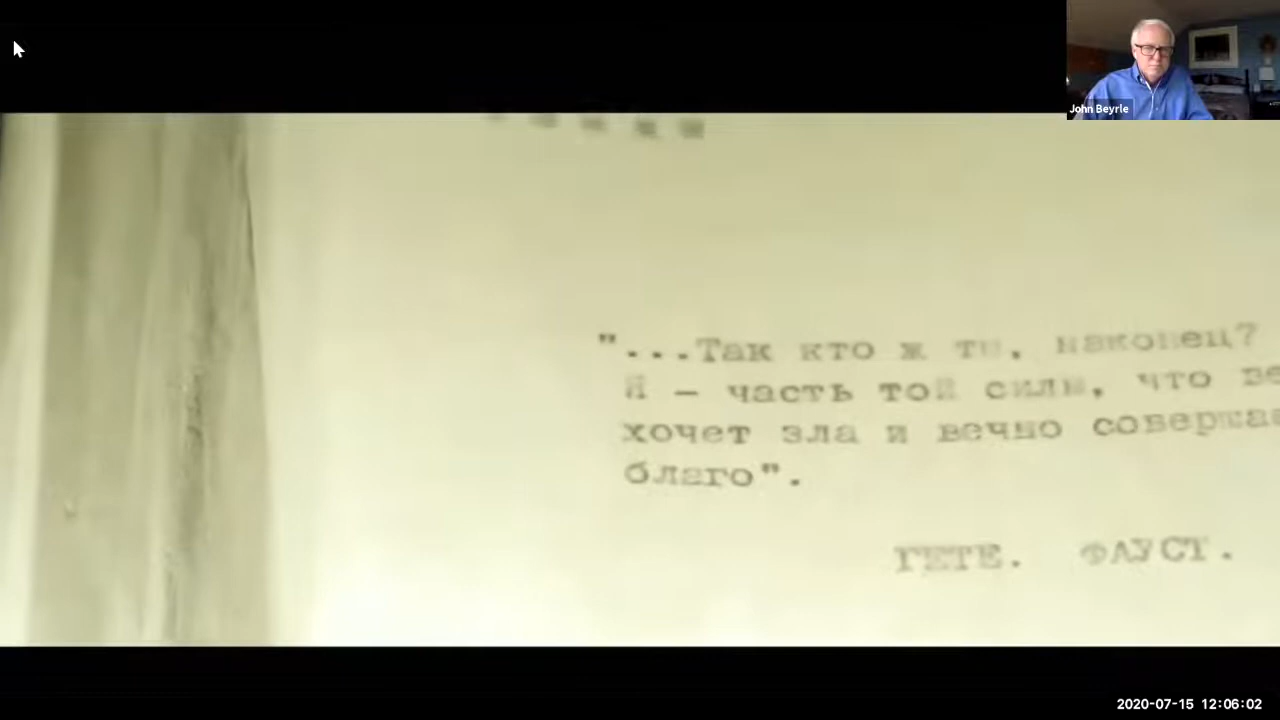 John Beyrle
"...Так кто ж ты, наконец?
Я — часть той силы, что ве
хочет зла и вечно соверша
благо".
ГЕТЕ. ФАУСТ.
2020-07-15 12:06:02